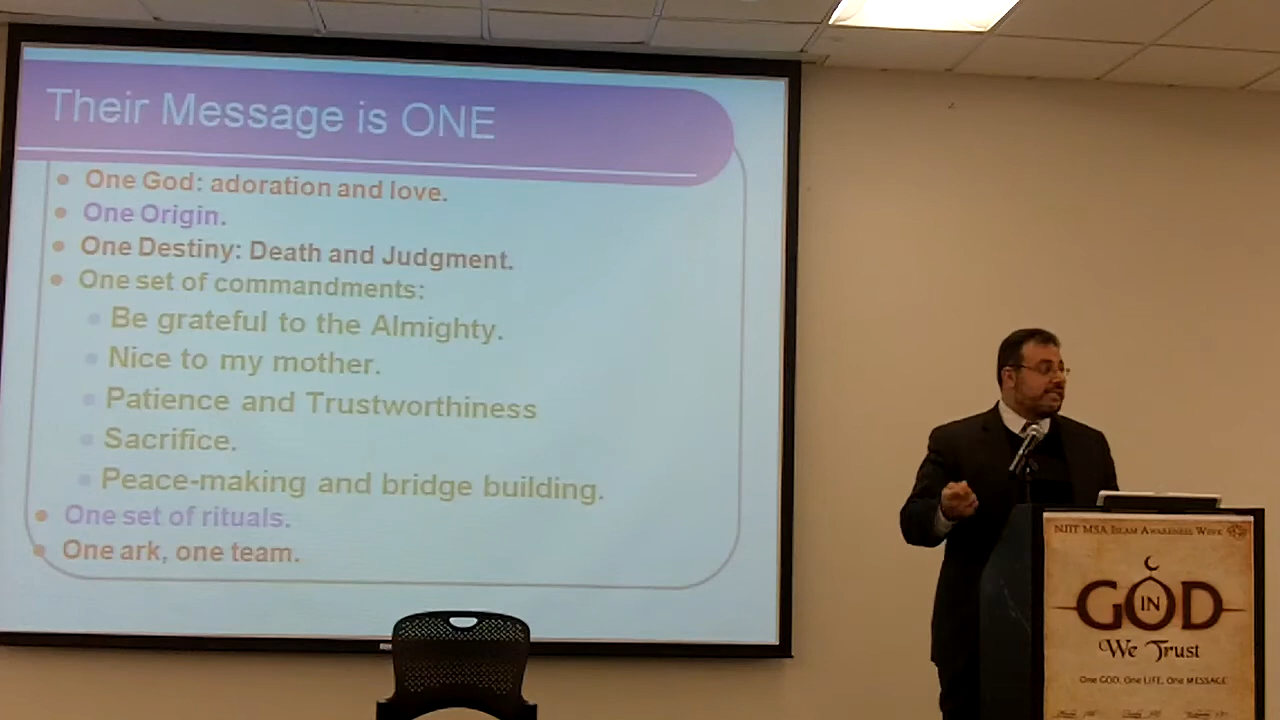 Their Message is ONE
One God: adoration and love.
One Origin.
One Destiny: Death and Judgment.
One set of commandments:
Be grateful to the Almighty.
Nice to my mother.
Patience and Trustworthiness
Sacrifice.
Peace-making and bridge building.
One set of rituals.
One ark, one team.
NJIT MSA ISLAM AWARENESS WEEK
GOD
IN
We Trust
One GOD, One LIFE, One MESSAGE